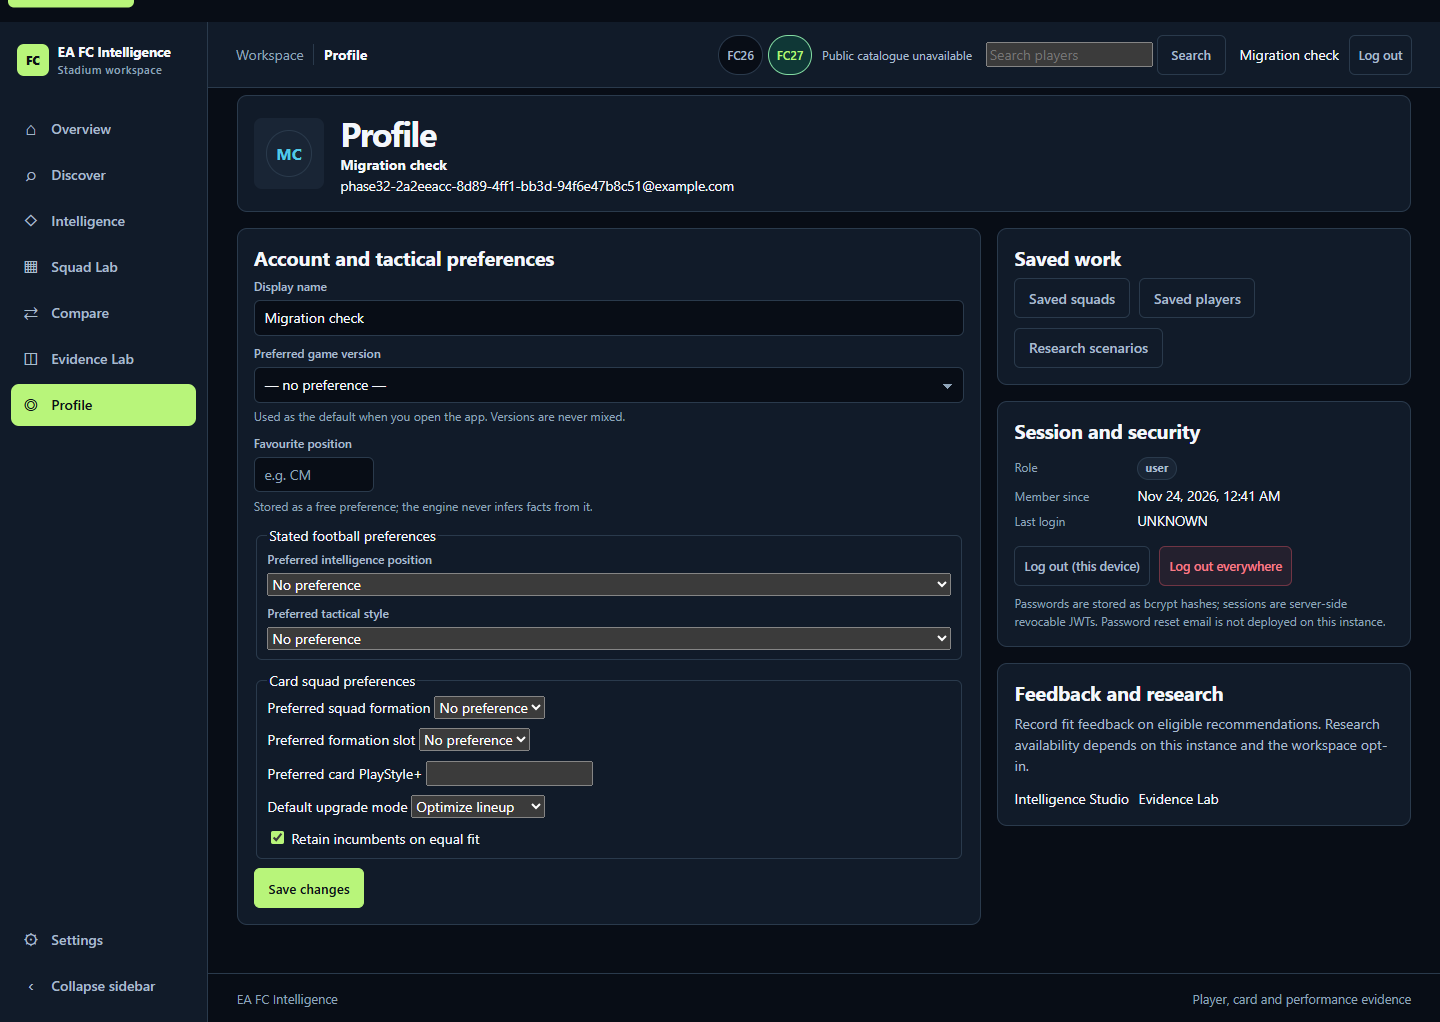 FC
EA FC Intelligence
Stadium workspace
Overview
Discover
Intelligence
Squad Lab
Compare
Evidence Lab
Profile
Settings
Collapse sidebar
Workspace
Profile
FC26
FC27
Public catalogue unavailable
Search players
Search
Migration check
Log out
MC
Profile
Migration check
phase32-2a2eeacc-8d89-4ff1-bb3d-94f6e47b8c51@example.com
Account and tactical preferences
Display name
Migration check
Preferred game version
— no preference —
Used as the default when you open the app. Versions are never mixed.
Favourite position
e.g. CM
Stored as a free preference; the engine never infers facts from it.
Stated football preferences
Preferred intelligence position
No preference
Preferred tactical style
No preference
Card squad preferences
Preferred squad formation No preference
Preferred formation slot No preference
Preferred card PlayStyle+
Default upgrade mode Optimize lineup
Retain incumbents on equal fit
Save changes
Saved work
Saved squads
Saved players
Research scenarios
Session and security
Role user
Member since Nov 24, 2026, 12:41 AM
Last login UNKNOWN
Log out (this device)
Log out everywhere
Passwords are stored as bcrypt hashes; sessions are server-side
revocable JWTs. Password reset email is not deployed on this instance.
Feedback and research
Record fit feedback on eligible recommendations. Research
availability depends on this instance and the workspace opt-
in.
Intelligence Studio Evidence Lab
EA FC Intelligence
Player, card and performance evidence